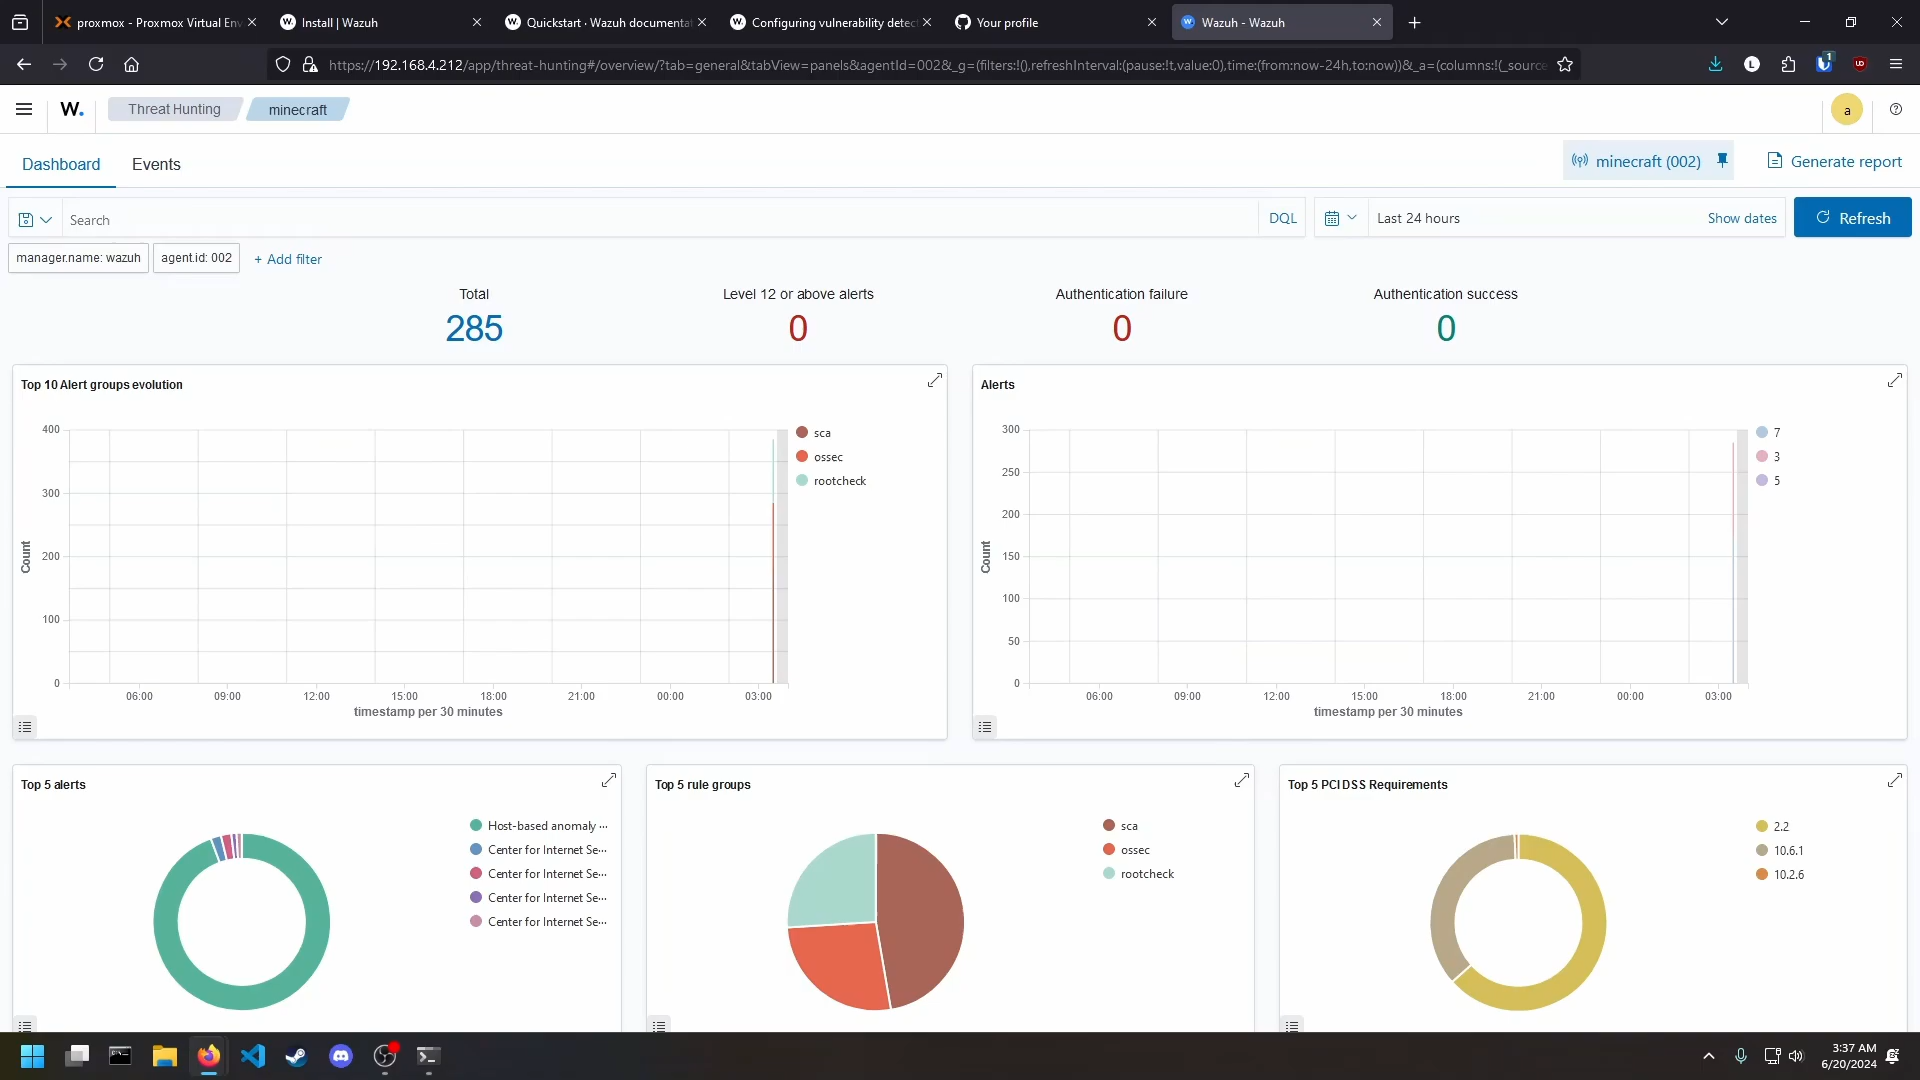 proxmox - Proxmox Virtual Env
Install | Wazuh
Quickstart · Wazuh documentat
Configuring vulnerability detect
Your profile
Wazuh - Wazuh
https://192.168.4.212/app/threat-hunting#/overview/?tab=general&tabView=panels&agentId=002&_g=(filters:!(),refreshInterval:(pause:!t,value:0),time:(from:now-24h,to:now))&_a=(columns:!(_source
L
1
W.
Threat Hunting
minecraft
a
Dashboard
Events
minecraft (002)
Generate report
Search
DQL
Last 24 hours
Show dates
Refresh
manager.name: wazuh
agent.id: 002
+ Add filter
Total
285
Level 12 or above alerts
0
Authentication failure
0
Authentication success
0
Top 10 Alert groups evolution
400
300
200
100
0
Count
06:00
09:00
12:00
15:00
18:00
21:00
00:00
03:00
timestamp per 30 minutes
sca
ossec
rootcheck
Alerts
300
250
200
150
100
50
0
Count
06:00
09:00
12:00
15:00
18:00
21:00
00:00
03:00
timestamp per 30 minutes
7
3
5
Top 5 alerts
Host-based anomaly ...
Center for Internet Se...
Center for Internet Se...
Center for Internet Se...
Center for Internet Se...
Top 5 rule groups
sca
ossec
rootcheck
Top 5 PCI DSS Requirements
2.2
10.6.1
10.2.6
3:37 AM
6/20/2024